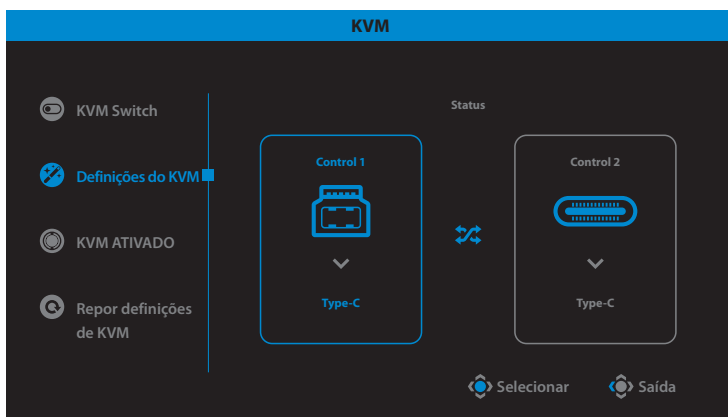 KVM
KVM Switch
Definições do KVM
KVM ATIVADO
Repor definições
de KVM
Status
Control 1
Type-C
Control 2
Type-C
Selecionar
Saída